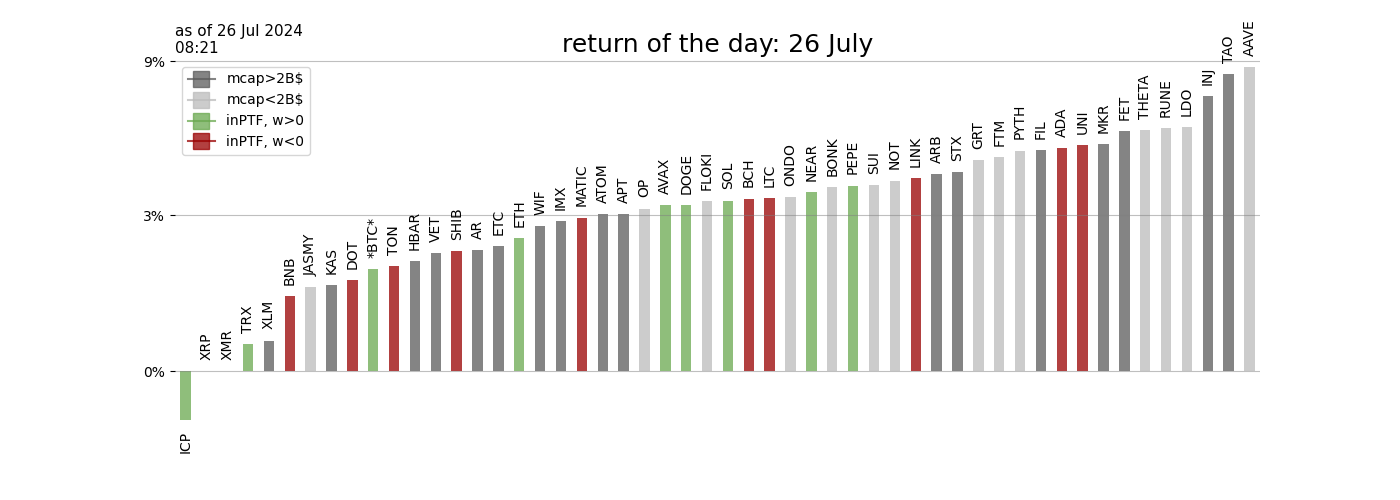 as of 26 Jul 2024
08:21
return of the day: 26 July
9%
3%
0%
mcap>2B$
mcap<2B$
inPTF, w>0
inPTF, w<0
ICP
XRP
XMR
TRX
XLM
BNB
JASMY
KAS
DOT
*BTC*
TON
HBAR
VET
SHIB
AR
ETC
ETH
WIF
IMX
MATIC
ATOM
APT
OP
AVAX
DOGE
FLOKI
SOL
BCH
LTC
ONDO
NEAR
BONK
PEPE
SUI
NOT
LINK
ARB
STX
GRT
FTM
PYTH
FIL
ADA
UNI
MKR
FET
THETA
RUNE
LDO
INJ
TAO
AAVE